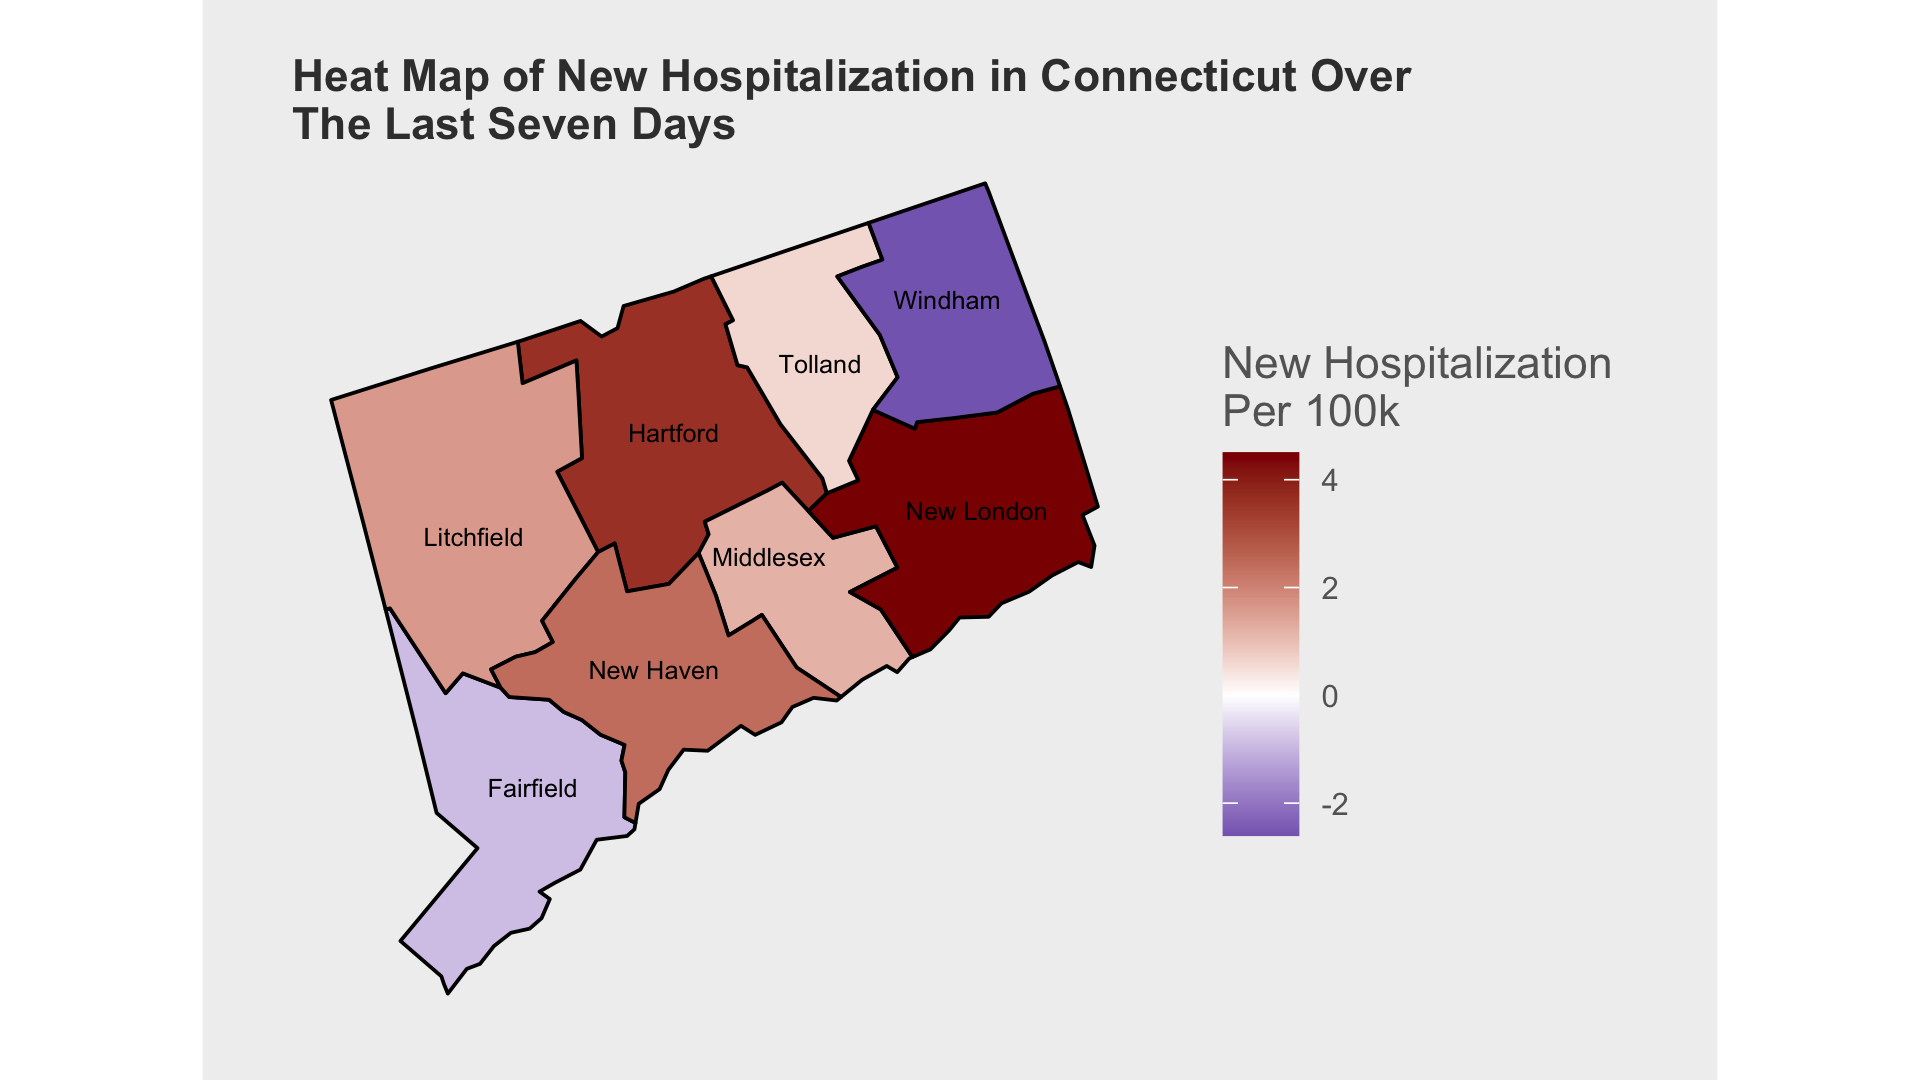 Heat Map of New Hospitalization in Connecticut Over
The Last Seven Days
Windham
Tolland
Hartford
New London
Litchfield
Middlesex
New Haven
Fairfield
New Hospitalization
Per 100k
4
2
0
-2